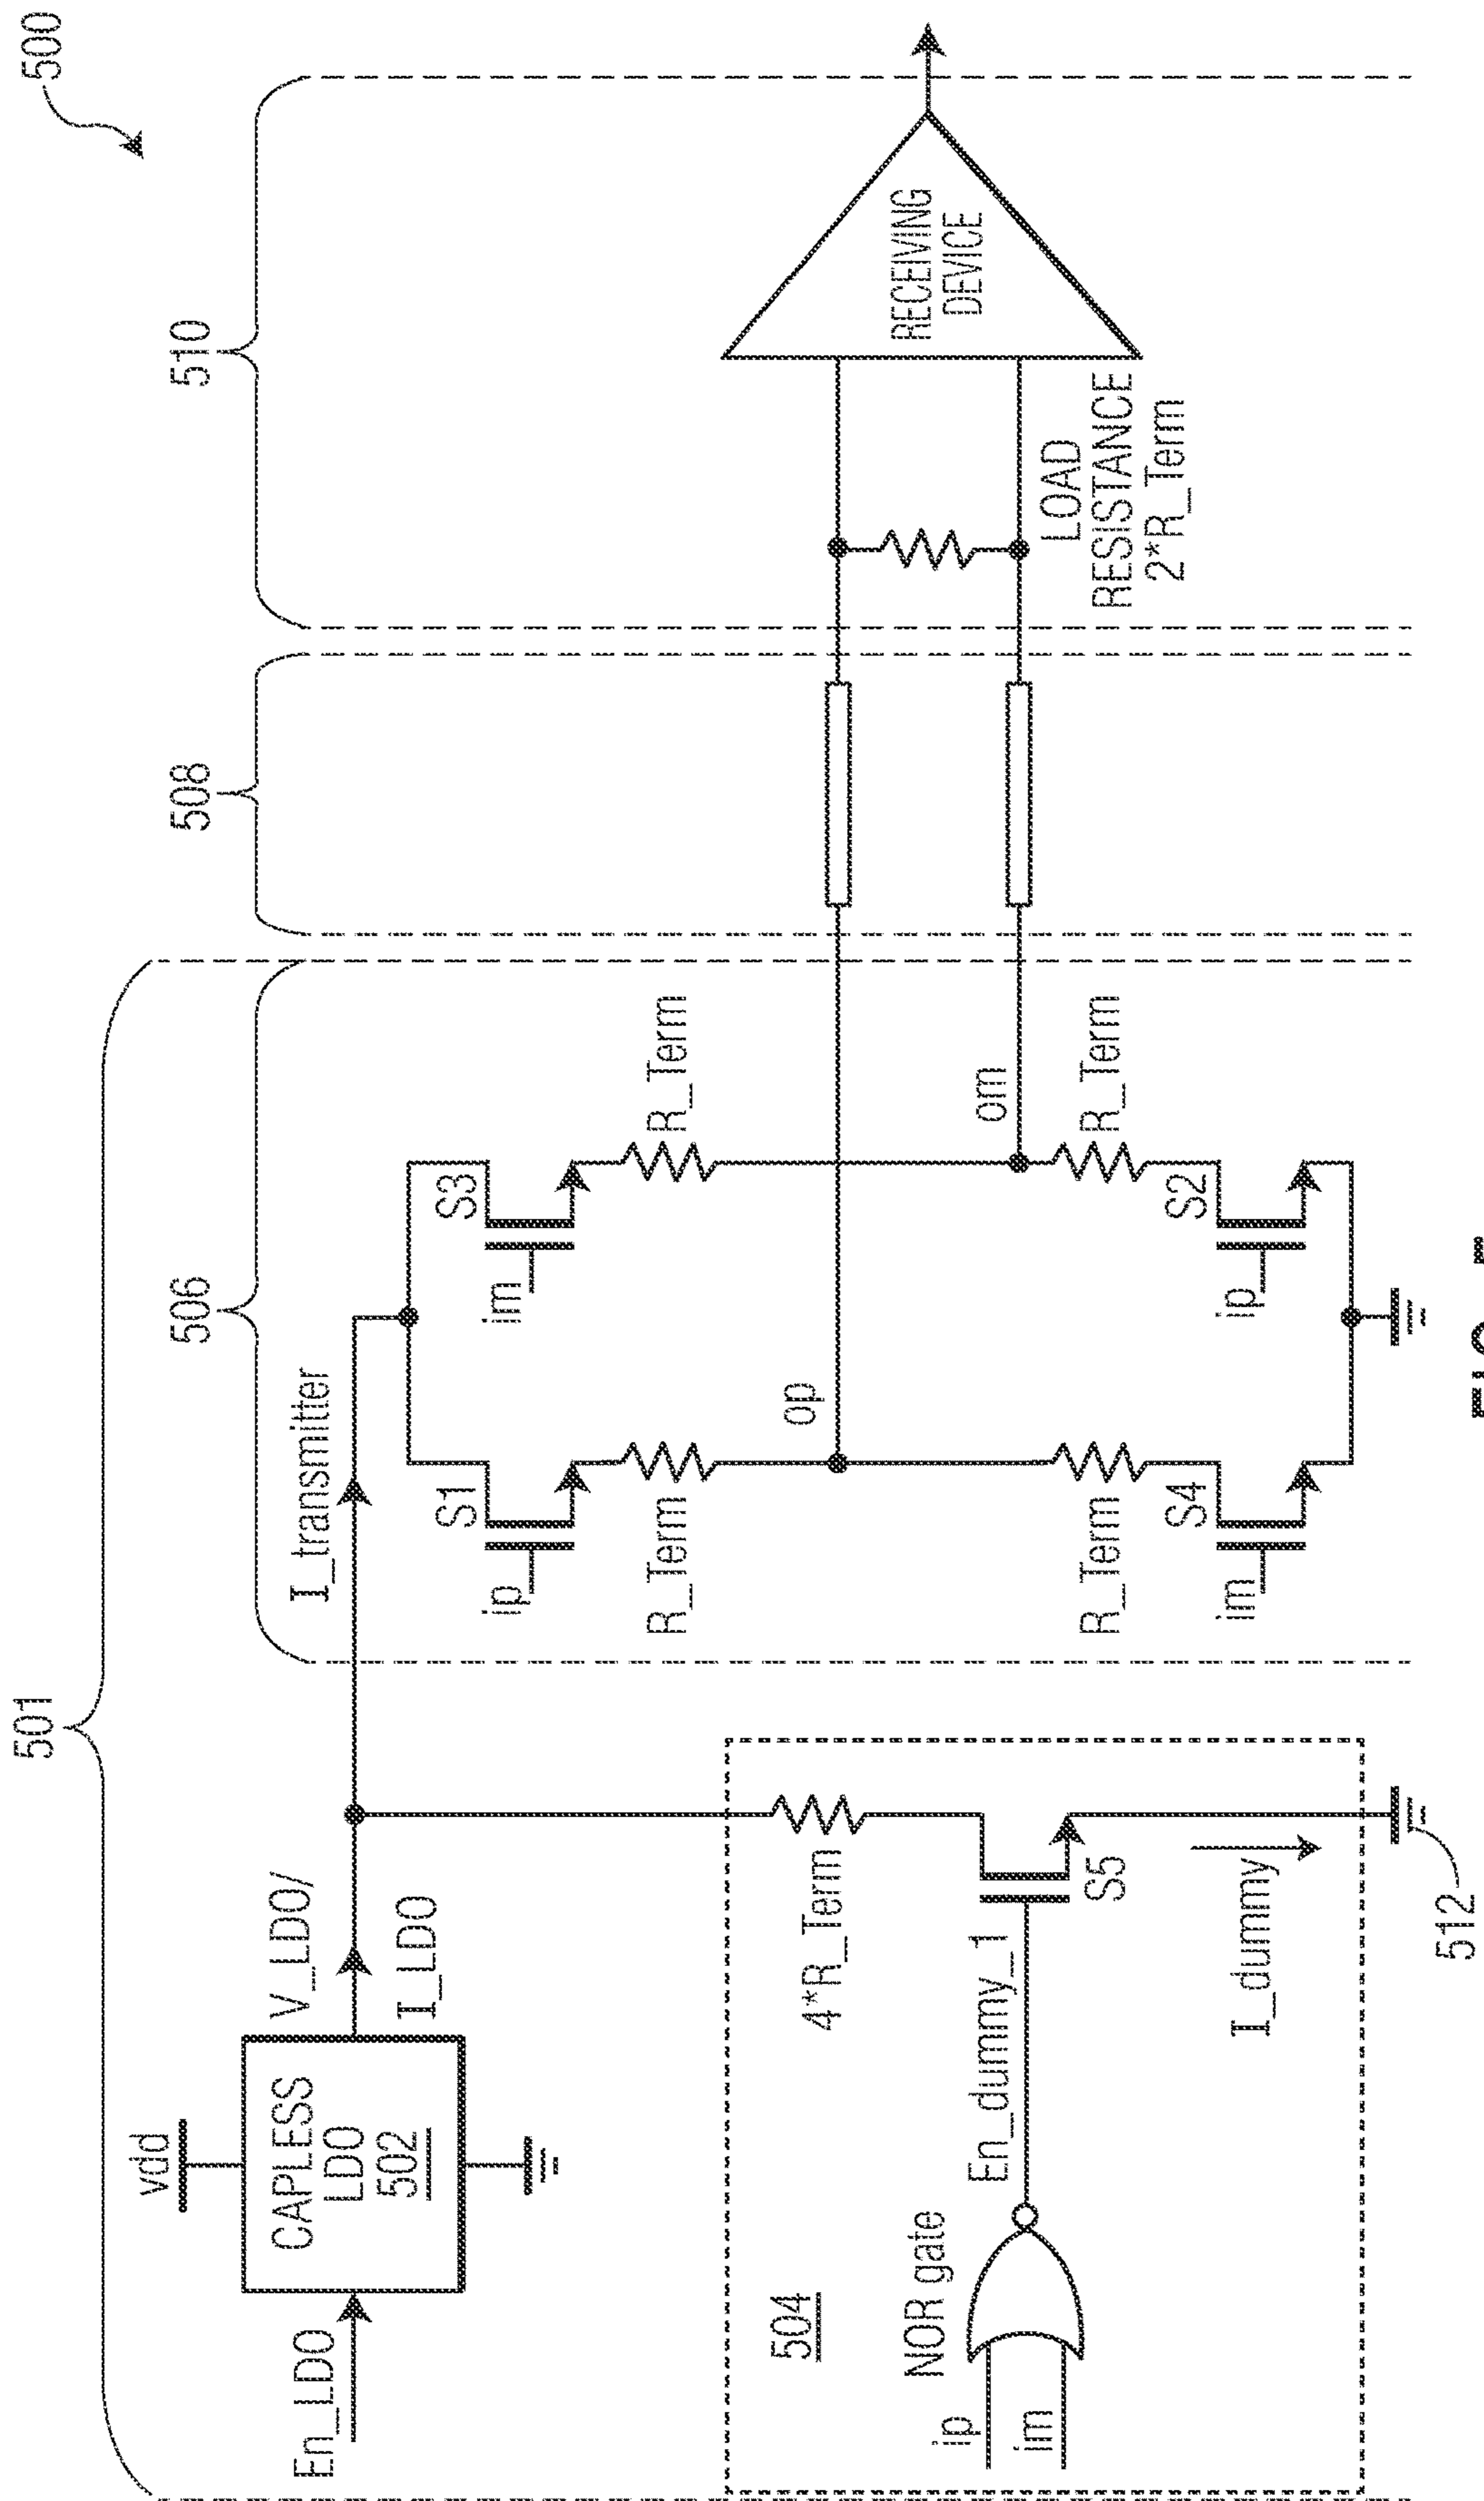 500
501
506
508
510
vdd
En_LDO
CAPLESS
LDO
502
V_LDO/
I_LDO
I_transmitter
S1
ip
R_Term
S3
im
R_Term
op
om
R_Term
S4
im
R_Term
S2
ip
LOAD
RESISTANCE
2*R_Term
RECEIVING
DEVICE
504
NOR gate
ip
im
En_dummy_1
4*R_Term
S5
I_dummy
512